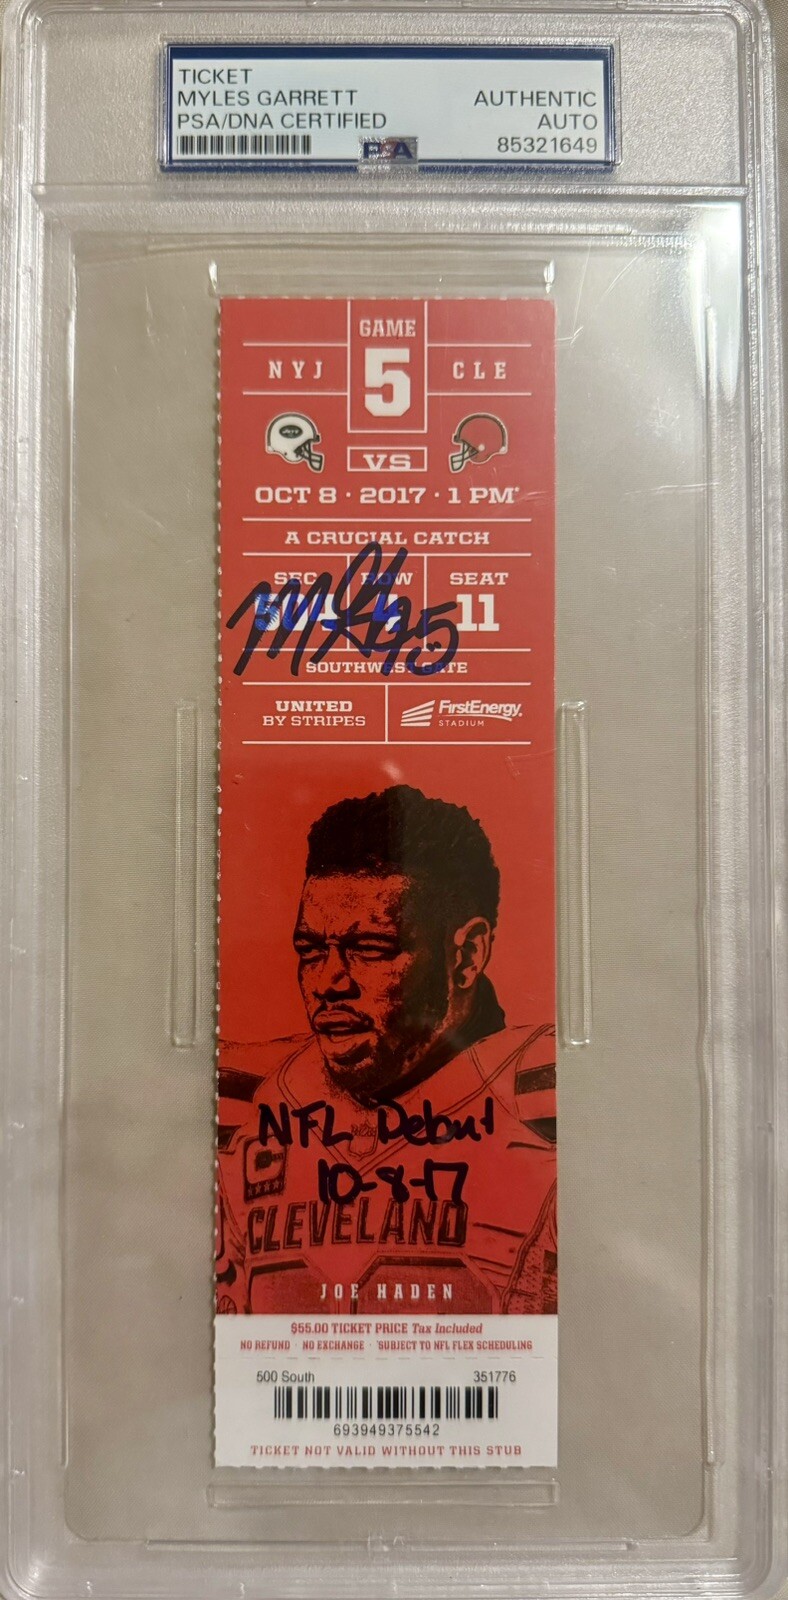 TICKET
MYLES GARRETT AUTHENTIC
PSA/DNA CERTIFIED AUTO
PSA 85321649
GAME
NYJ 5 CLE
VS
OCT 8 · 2017 · 1 PM*
A CRUCIAL CATCH
SEC ROW SEAT
504 4 11
SOUTHWEST GATE
UNITED
BY STRIPES
FirstEnergy
STADIUM
NFL Debut
10-8-17
CLEVELAND
JOE HADEN
$55.00 TICKET PRICE Tax Included
NO REFUND · NO EXCHANGE · *SUBJECT TO NFL FLEX SCHEDULING
500 South 351776
693949375542
TICKET NOT VALID WITHOUT THIS STUB